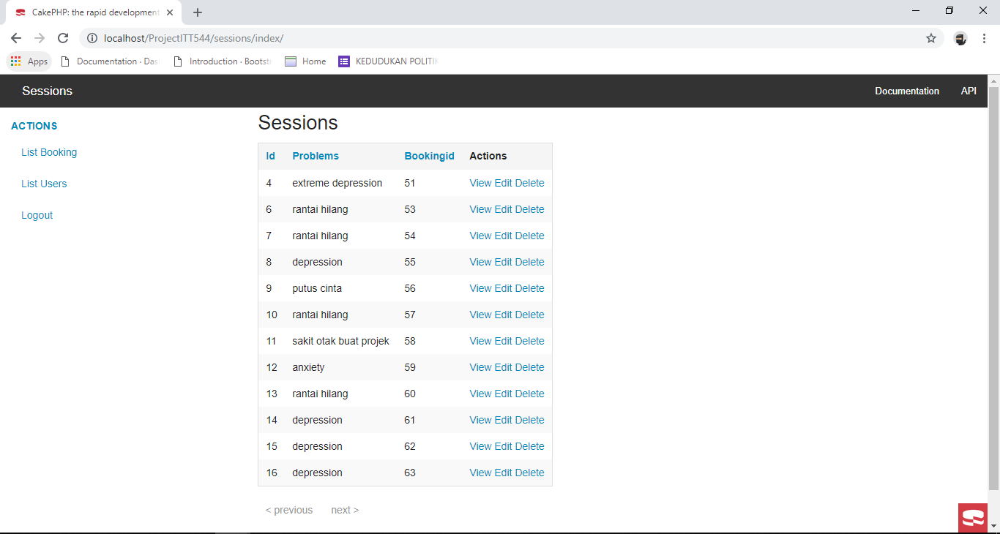 CakePHP: the rapid development
localhost/ProjectITT544/sessions/index/
Apps Documentation · Das Introduction · Bootst Home KEDUDUKAN POLITI
Sessions Documentation API
ACTIONS
List Booking
List Users
Logout
Sessions
Id Problems Bookingid Actions
4 extreme depression 51 View Edit Delete
6 rantai hilang 53 View Edit Delete
7 rantai hilang 54 View Edit Delete
8 depression 55 View Edit Delete
9 putus cinta 56 View Edit Delete
10 rantai hilang 57 View Edit Delete
11 sakit otak buat projek 58 View Edit Delete
12 anxiety 59 View Edit Delete
13 rantai hilang 60 View Edit Delete
14 depression 61 View Edit Delete
15 depression 62 View Edit Delete
16 depression 63 View Edit Delete
< previous next >